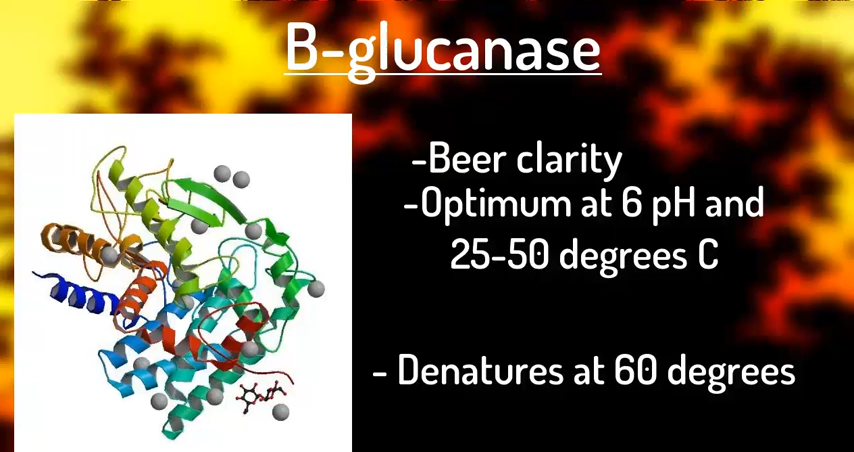 B-glucanase
-Beer clarity
-Optimum at 6 pH and
25-50 degrees C
- Denatures at 60 degrees